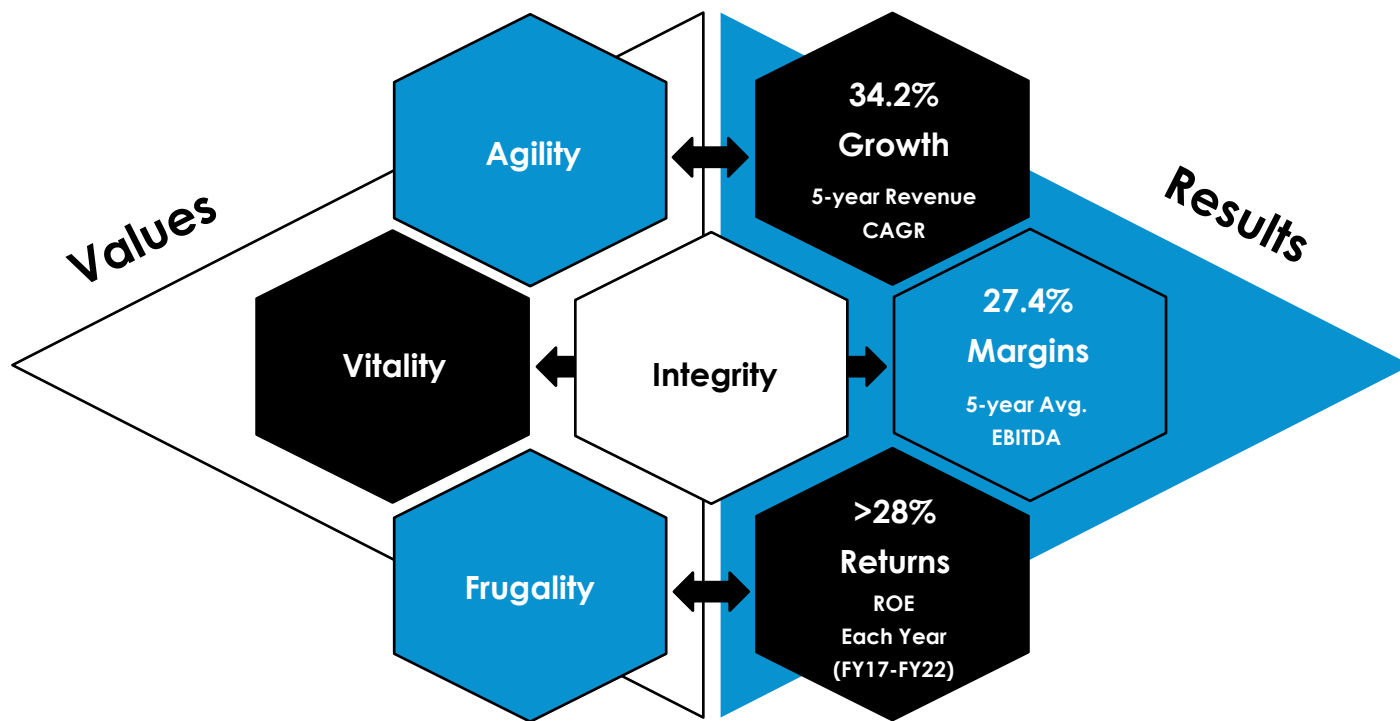 Values
Agility
Vitality
Frugality
Integrity
Results
34.2%
Growth
5-year Revenue
CAGR
27.4%
Margins
5-year Avg.
EBITDA
>28%
Returns
ROE
Each Year
(FY17-FY22)